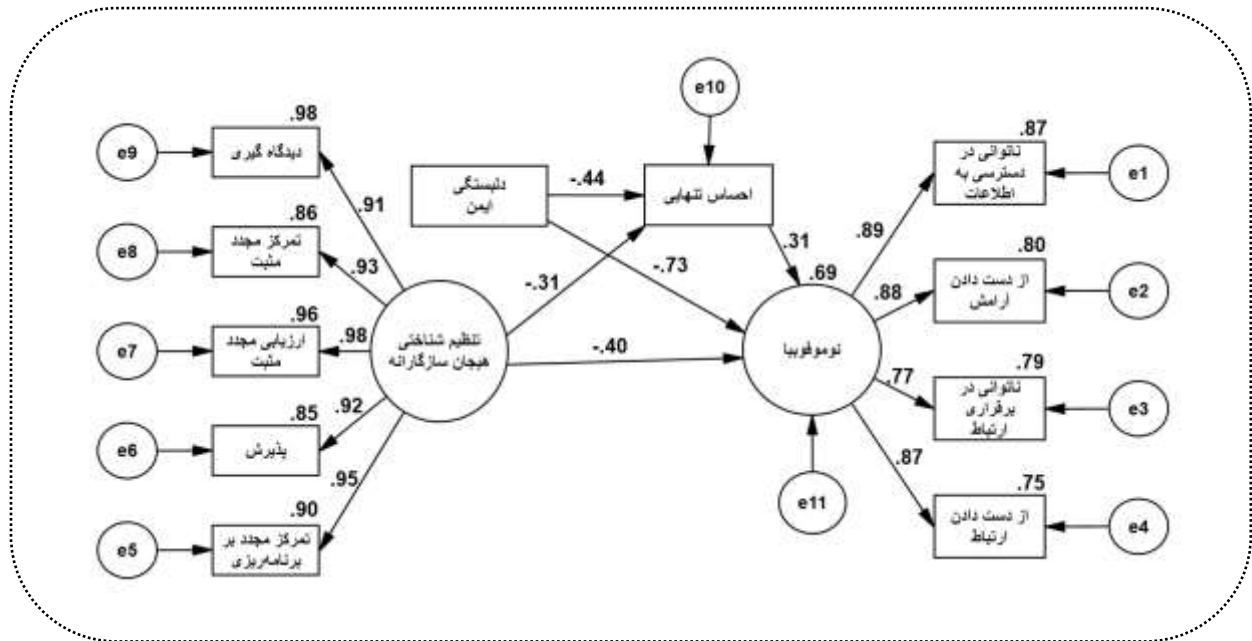 e10
.98
.87
e9
دیدگاه گیری
ناتوانی در
دسترسی به
اطلاعات
e1
دلبستگی
ایمن
-.44
احساس تنهایی
.91
.86
e8
تمرکز مجدد
مثبت
.93
-.31
-.73
.31
.89
.80
.69
.88
از دست دادن
آرامش
e2
.96
e7
ارزیابی مجدد
مثبت
.98
تنظیم شناختی
هیجان سازگارانه
-.40
نوموفوبیا
.79
.77
ناتوانی در
برقراری
ارتباط
e3
.85
.92
e6
پذیرش
.87
.75
.95
.90
e11
از دست دادن
ارتباط
e4
e5
تمرکز مجدد بر
برنامه‌ریزی